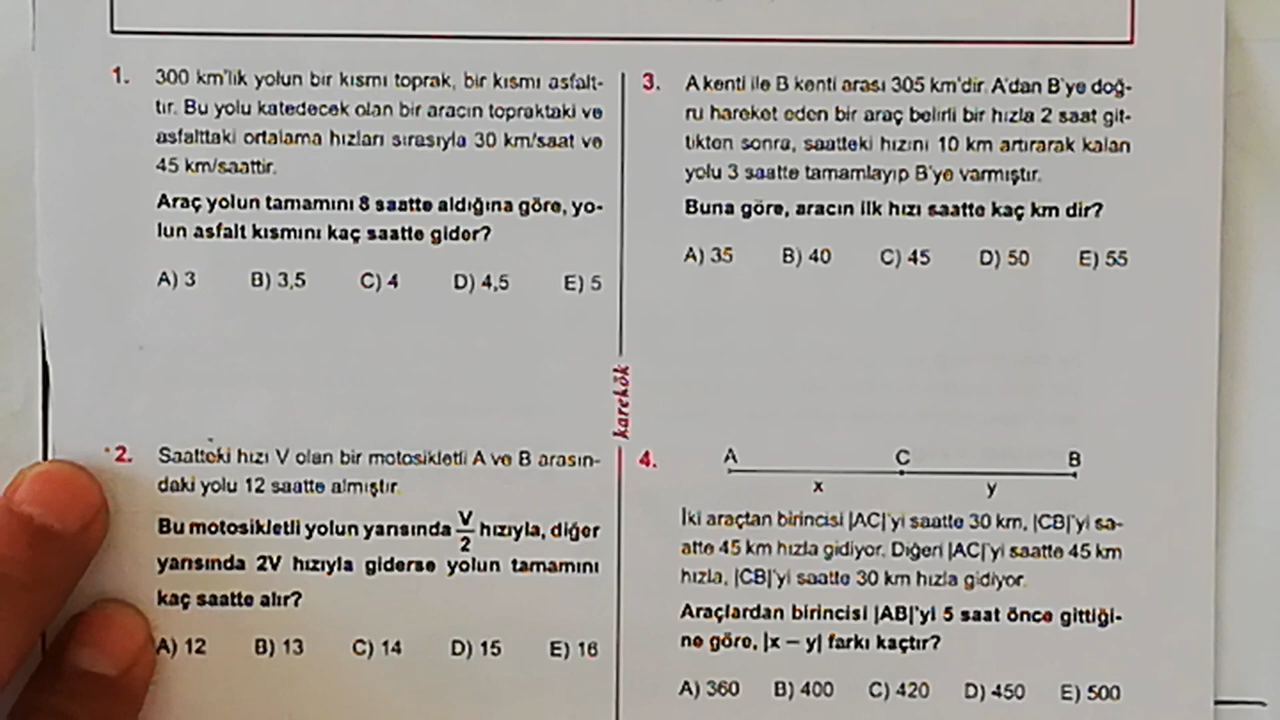 1. 300 km'lik yolun bir kısmı toprak, bir kısmı asfalt-
tır. Bu yolu katedecek olan bir aracın topraktaki ve
asfalttaki ortalama hızları sırasıyla 30 km/saat ve
45 km/saattir.
Araç yolun tamamını 8 saatte aldığına göre, yo-
lun asfalt kısmını kaç saatte gider?
A) 3 B) 3,5 C) 4 D) 4,5 E) 5
2. Saatteki hızı V olan bir motosikletli A ve B arasın-
daki yolu 12 saatte almıştır.
Bu motosikletli yolun yarısında V/2 hızıyla, diğer
yarısında 2V hızıyla giderse yolun tamamını
kaç saatte alır?
A) 12 B) 13 C) 14 D) 15 E) 16
karekök
3. A kenti ile B kenti arası 305 km'dir. A'dan B'ye doğ-
ru hareket eden bir araç belirli bir hızla 2 saat git-
tikten sonra, saatteki hızını 10 km artırarak kalan
yolu 3 saatte tamamlayıp B'ye varmıştır.
Buna göre, aracın ilk hızı saatte kaç km dir?
A) 35 B) 40 C) 45 D) 50 E) 55
4. A C B
x y
İki araçtan birincisi |AC|'yi saatte 30 km, |CB|'yi sa-
atte 45 km hızla gidiyor. Diğeri |AC|'yi saatte 45 km
hızla, |CB|'yi saatte 30 km hızla gidiyor.
Araçlardan birincisi |AB|'yi 5 saat önce gittiği-
ne göre, |x – y| farkı kaçtır?
A) 360 B) 400 C) 420 D) 450 E) 500